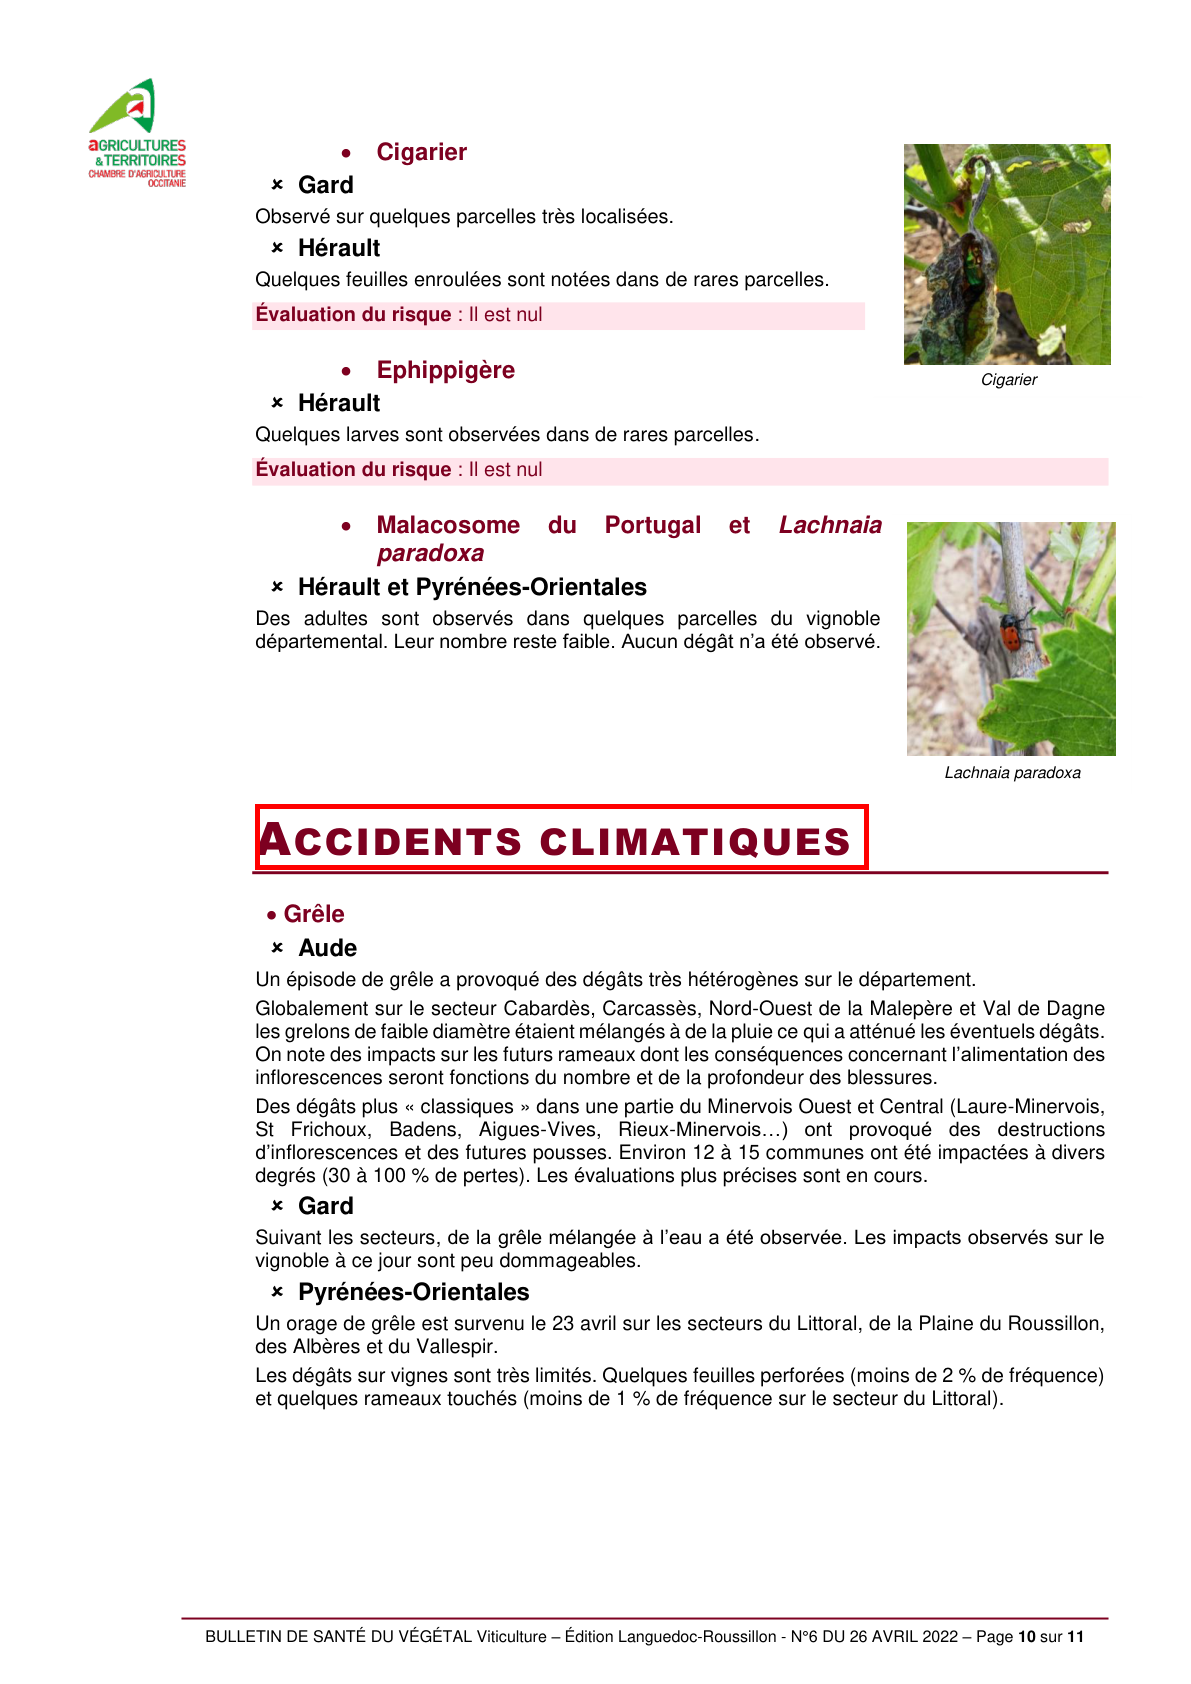 aGRICULTURES
& TERRITOIRES
CHAMBRE D'AGRICULTURE
OCCITANIE
• Cigarier
× Gard
Observé sur quelques parcelles très localisées.
× Hérault
Quelques feuilles enroulées sont notées dans de rares parcelles.
Évaluation du risque : Il est nul
Cigarier
• Ephippigère
× Hérault
Quelques larves sont observées dans de rares parcelles.
Évaluation du risque : Il est nul
• Malacosome du Portugal et Lachnaia
paradoxa
× Hérault et Pyrénées-Orientales
Des adultes sont observés dans quelques parcelles du vignoble
départemental. Leur nombre reste faible. Aucun dégât n’a été observé.
Lachnaia paradoxa
ACCIDENTS CLIMATIQUES
• Grêle
× Aude
Un épisode de grêle a provoqué des dégâts très hétérogènes sur le département.
Globalement sur le secteur Cabardès, Carcassès, Nord-Ouest de la Malepère et Val de Dagne
les grelons de faible diamètre étaient mélangés à de la pluie ce qui a atténué les éventuels dégâts.
On note des impacts sur les futurs rameaux dont les conséquences concernant l’alimentation des
inflorescences seront fonctions du nombre et de la profondeur des blessures.
Des dégâts plus « classiques » dans une partie du Minervois Ouest et Central (Laure-Minervois,
St Frichoux, Badens, Aigues-Vives, Rieux-Minervois…) ont provoqué des destructions
d’inflorescences et des futures pousses. Environ 12 à 15 communes ont été impactées à divers
degrés (30 à 100 % de pertes). Les évaluations plus précises sont en cours.
× Gard
Suivant les secteurs, de la grêle mélangée à l’eau a été observée. Les impacts observés sur le
vignoble à ce jour sont peu dommageables.
× Pyrénées-Orientales
Un orage de grêle est survenu le 23 avril sur les secteurs du Littoral, de la Plaine du Roussillon,
des Albères et du Vallespir.
Les dégâts sur vignes sont très limités. Quelques feuilles perforées (moins de 2 % de fréquence)
et quelques rameaux touchés (moins de 1 % de fréquence sur le secteur du Littoral).
BULLETIN DE SANTÉ DU VÉGÉTAL Viticulture – Édition Languedoc-Roussillon - N°6 DU 26 AVRIL 2022 – Page 10 sur 11